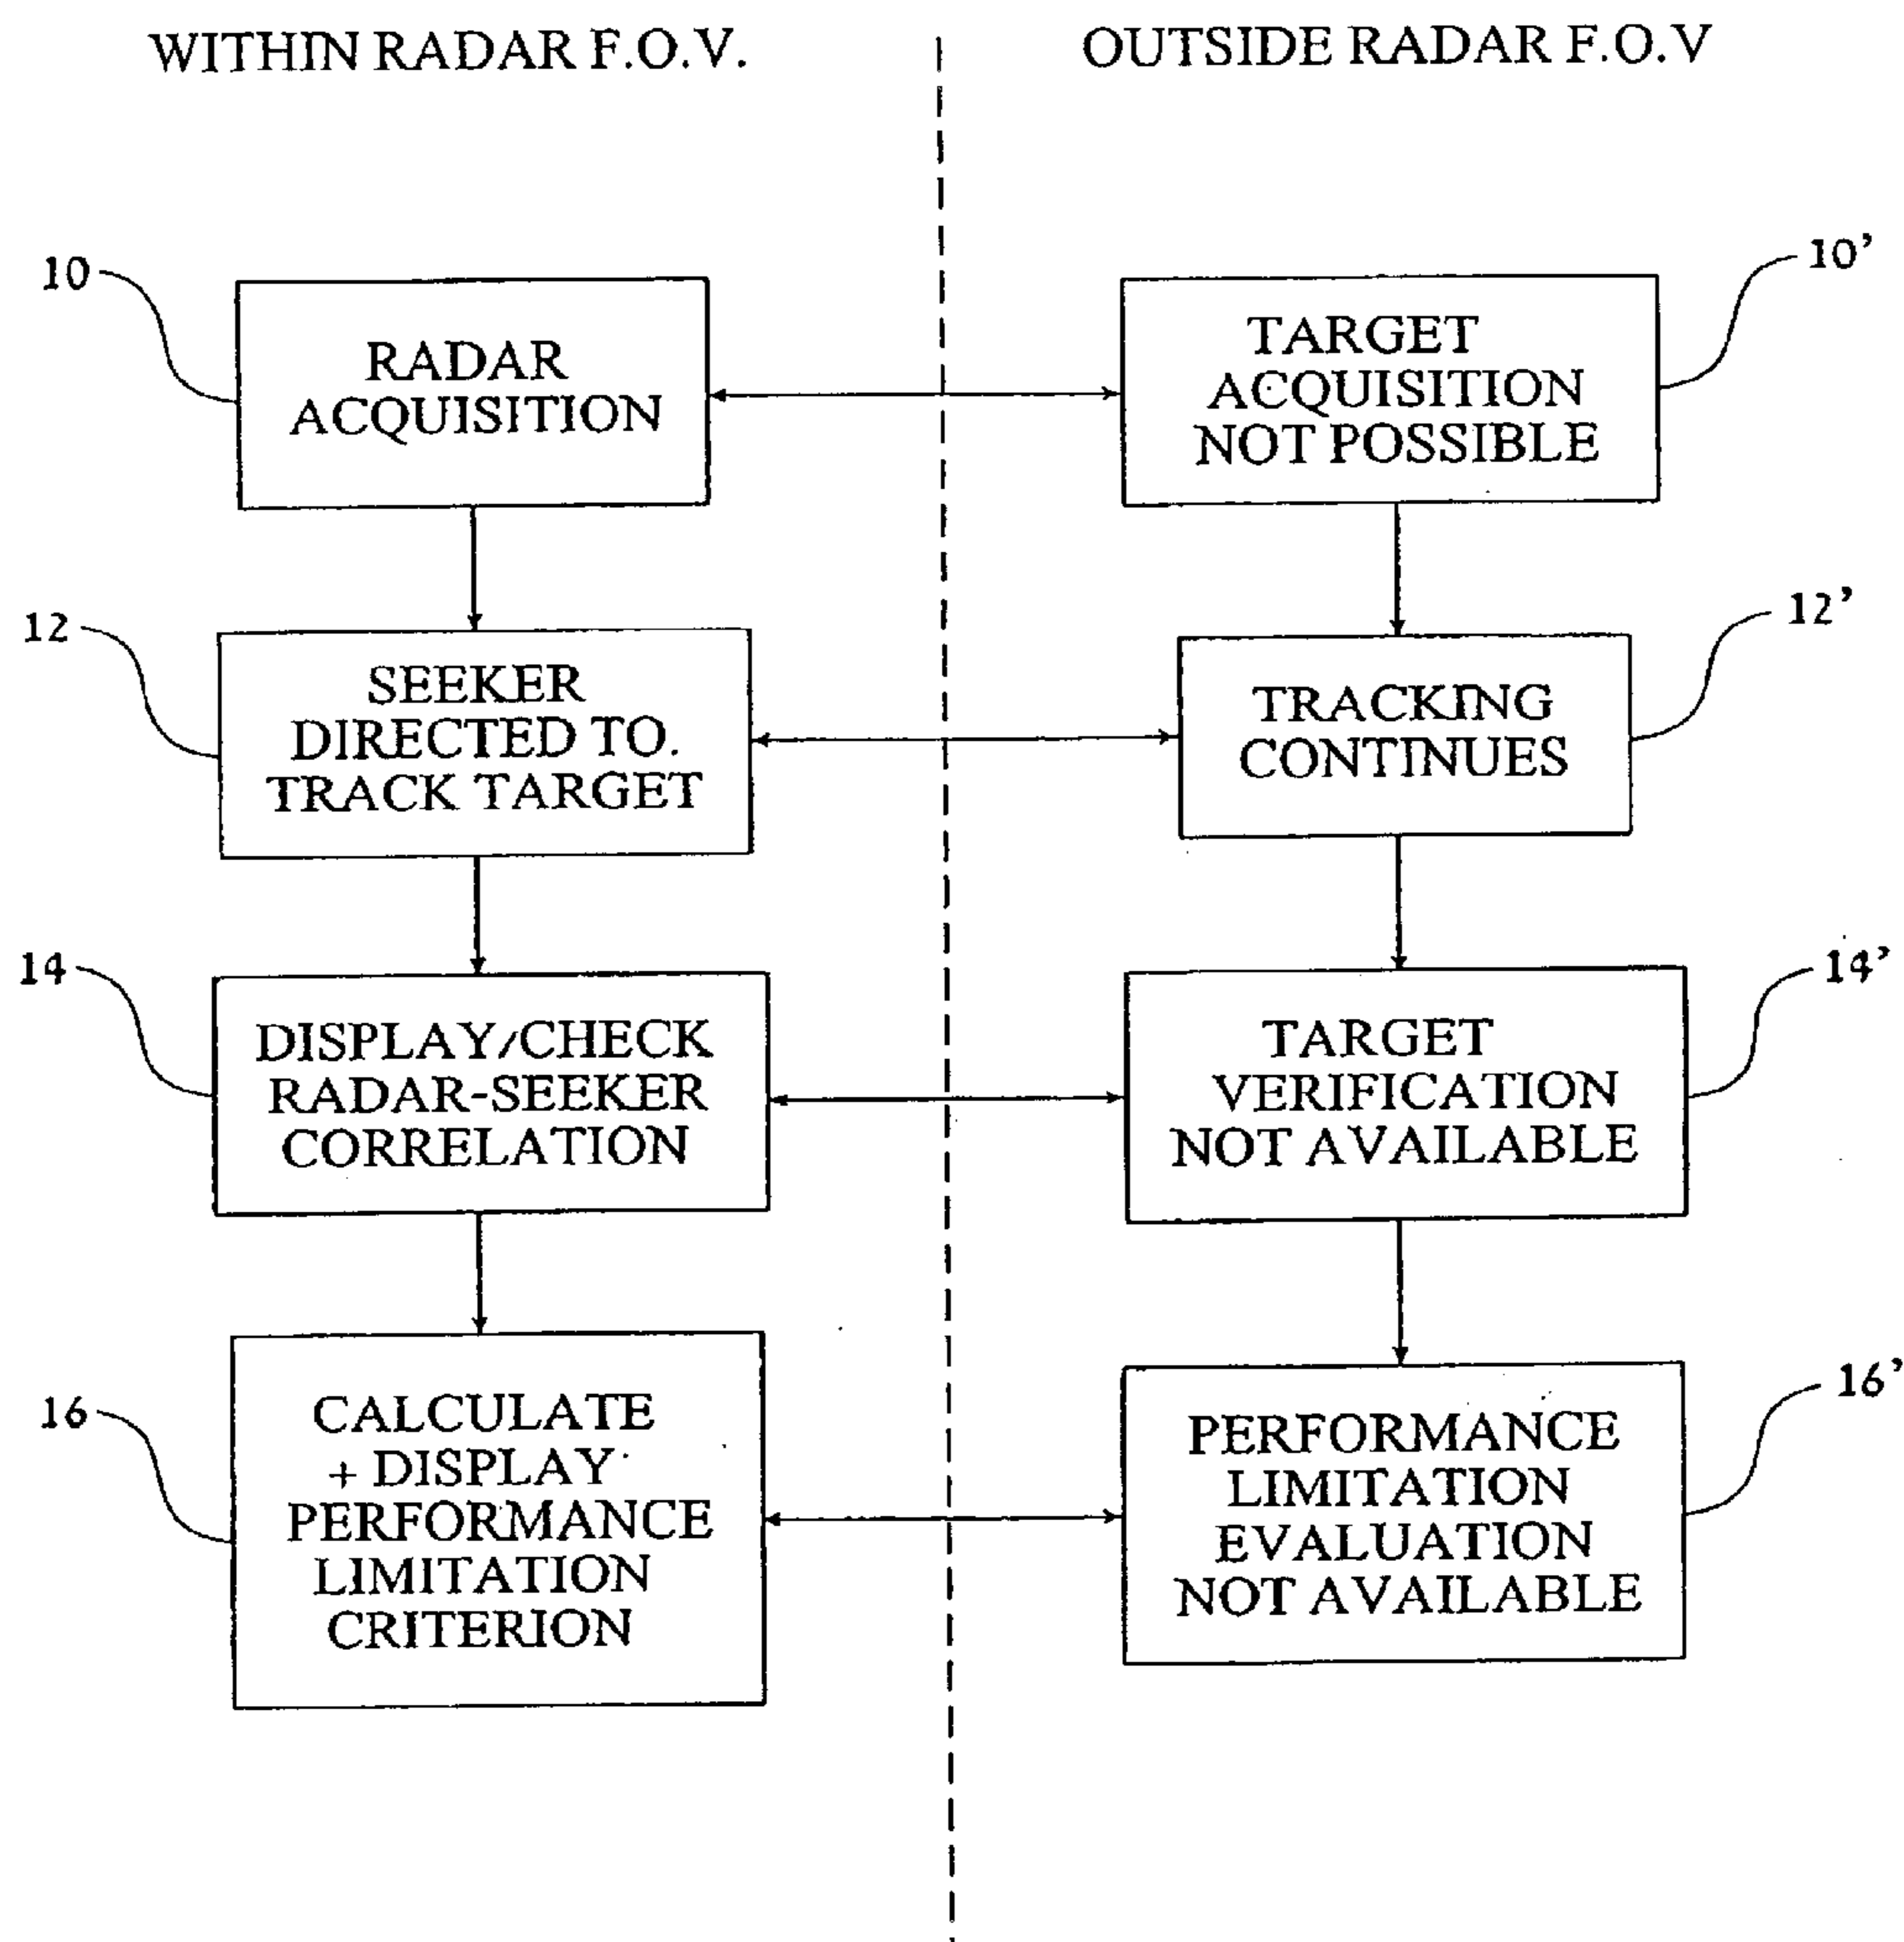 WITHIN RADAR F.O.V.
OUTSIDE RADAR F.O.V
10
RADAR
ACQUISITION
10’
TARGET
ACQUISITION
NOT POSSIBLE
12
SEEKER
DIRECTED TO.
TRACK TARGET
12’
TRACKING
CONTINUES
14
DISPLAY/CHECK
RADAR-SEEKER
CORRELATION
14’
TARGET
VERIFICATION
NOT AVAILABLE
16
CALCULATE
+ DISPLAY
PERFORMANCE
LIMITATION
CRITERION
16’
PERFORMANCE
LIMITATION
EVALUATION
NOT AVAILABLE